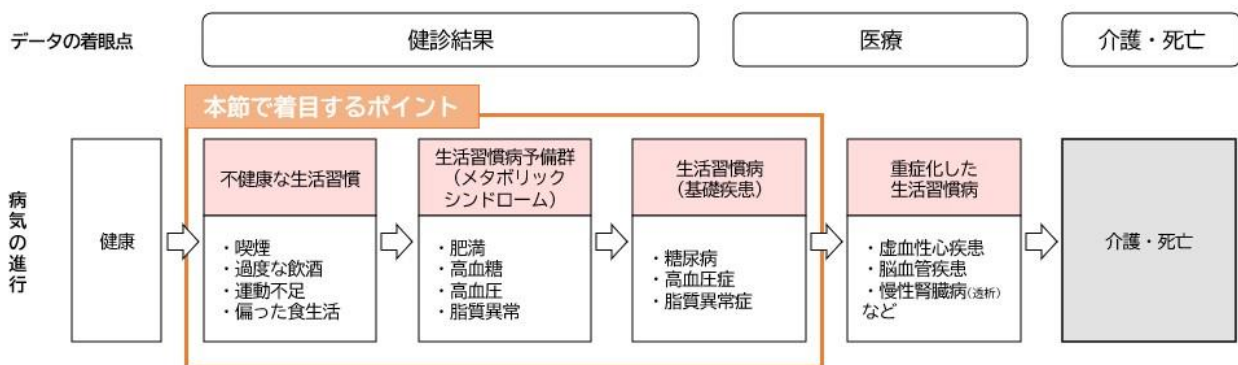 データの着眼点
健診結果
医療
介護・死亡
本節で着目するポイント
病気の進行
健康
不健康な生活習慣
・喫煙
・過度な飲酒
・運動不足
・偏った食生活
生活習慣病予備群
(メタボリック
シンドローム)
・肥満
・高血糖
・高血圧
・脂質異常
生活習慣病
(基礎疾患)
・糖尿病
・高血圧症
・脂質異常症
重症化した
生活習慣病
・虚血性心疾患
・脳血管疾患
・慢性腎臓病(透析)
など
介護・死亡